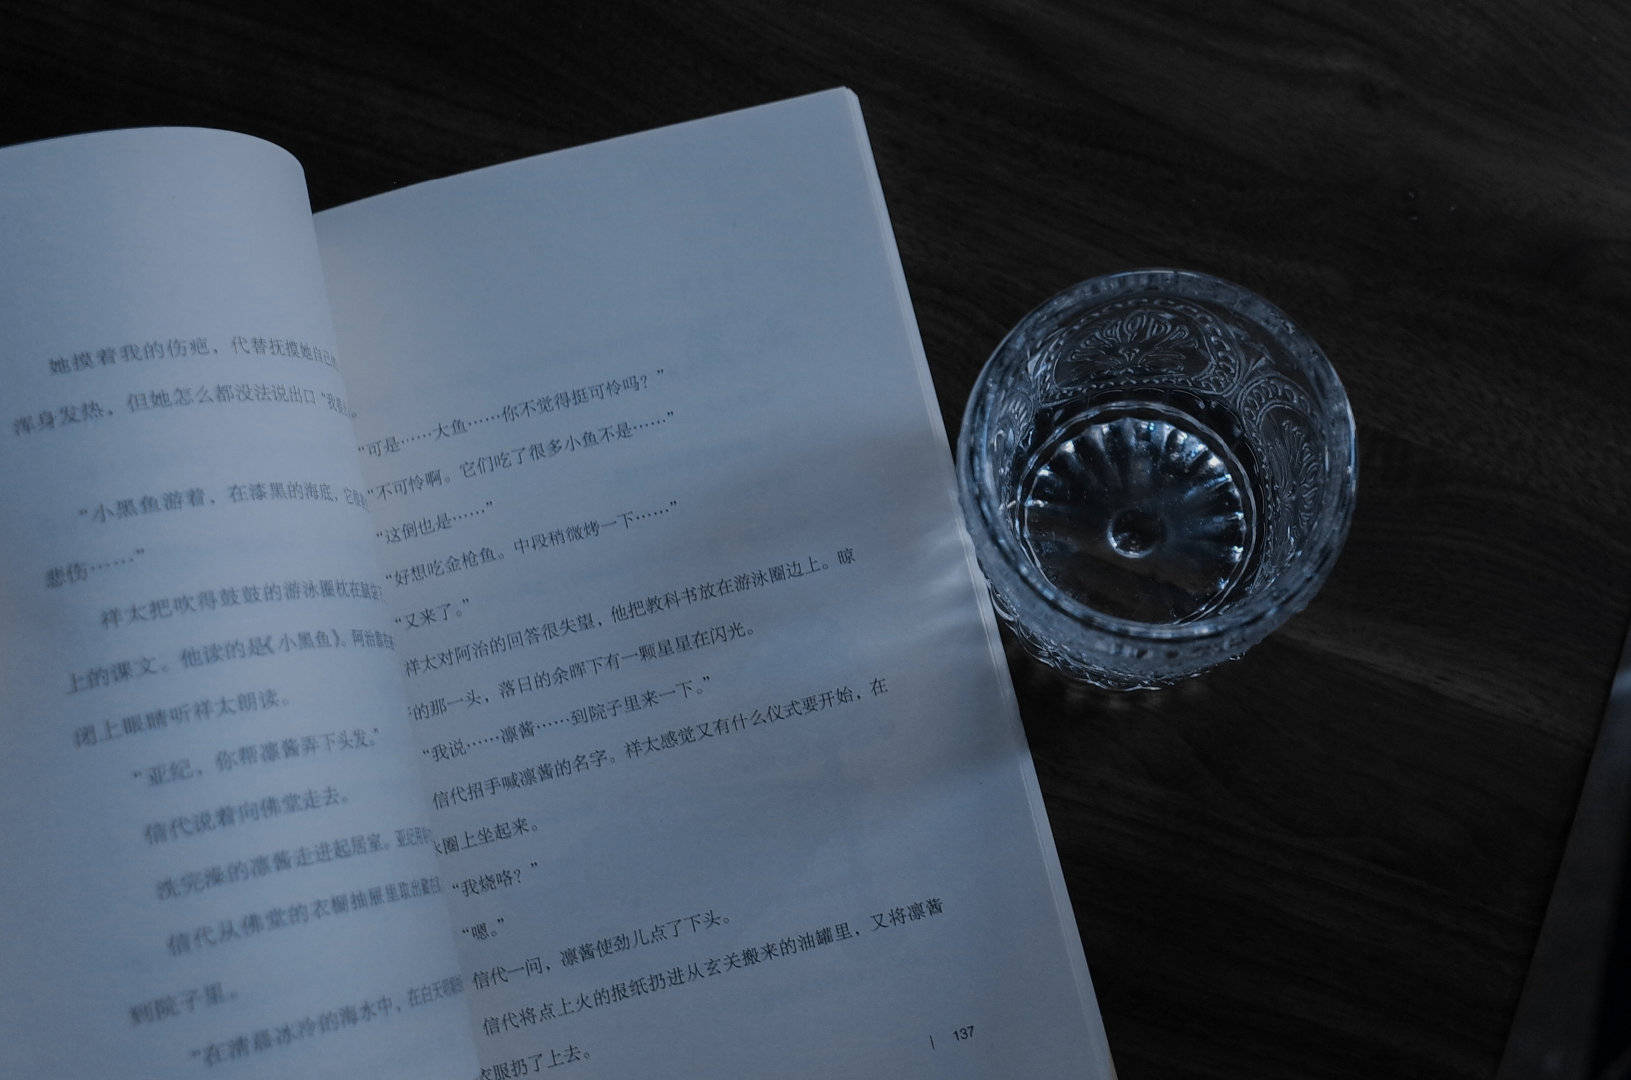 她摸着我的伤疤，代替抚摸她自己
浑身发热，但她怎么都没法说出口“我
“小黑鱼游着，在漆黑的海底，它
悲伤……”
祥太把吹得鼓鼓的游泳圈枕在
上的课文。他读的是《小黑鱼》。阿治
闭上眼睛听祥太朗读。
“亚纪，你帮凛酱弄下头发。”
信代说着向佛堂走去。
洗完澡的凛酱走进起居室。亚纪
信代从佛堂的衣橱抽屉里取出
到院子里。
“在清晨冰冷的海水中，在白天
“可是……大鱼……你不觉得挺可怜吗？”
“不可怜啊。它们吃了很多小鱼不是……”
“这倒也是……”
“好想吃金枪鱼。中段稍微烤一下……”
“又来了。”
祥太对阿治的回答很失望，他把教科书放在游泳圈边上。晾
的那一头，落日的余晖下有一颗星星在闪光。
“我说……凛酱……到院子里来一下。”
信代招手喊凛酱的名字。祥太感觉又有什么仪式要开始，在
圈上坐起来。
“我烧咯？”
“嗯。”
信代一问，凛酱使劲儿点了下头。
信代将点上火的报纸扔进从玄关搬来的油罐里，又将凛酱
衣服扔了上去。
| 137